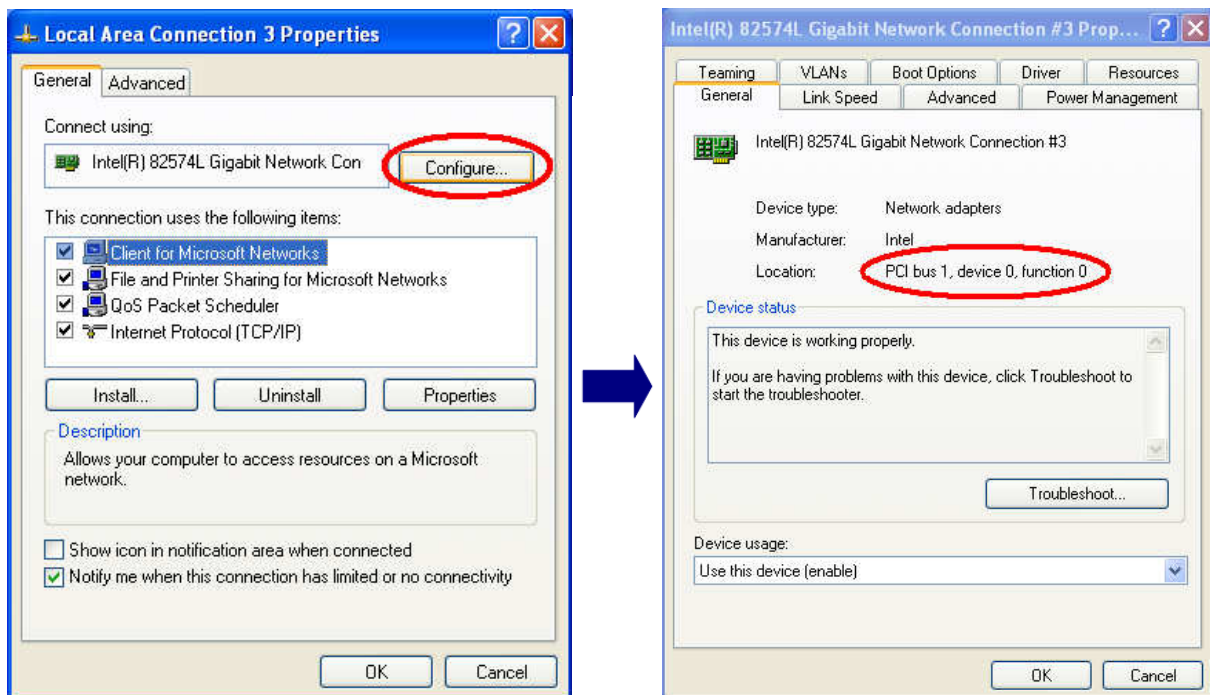 Local Area Connection 3 Properties
General
Advanced
Connect using:
Intel(R) 82574L Gigabit Network Con
Configure...
This connection uses the following items:
Client for Microsoft Networks
File and Printer Sharing for Microsoft Networks
QoS Packet Scheduler
Internet Protocol (TCP/IP)
Install...
Uninstall
Properties
Description
Allows your computer to access resources on a Microsoft
network.
Show icon in notification area when connected
Notify me when this connection has limited or no connectivity
OK
Cancel
Intel(R) 82574L Gigabit Network Connection #3 Prop...
Teaming
VLANs
Boot Options
Driver
Resources
General
Link Speed
Advanced
Power Management
Intel(R) 82574L Gigabit Network Connection #3
Device type: Network adapters
Manufacturer: Intel
Location: PCI bus 1, device 0, function 0
Device status
This device is working properly.
If you are having problems with this device, click Troubleshoot to
start the troubleshooter.
Troubleshoot...
Device usage:
Use this device (enable)
OK
Cancel